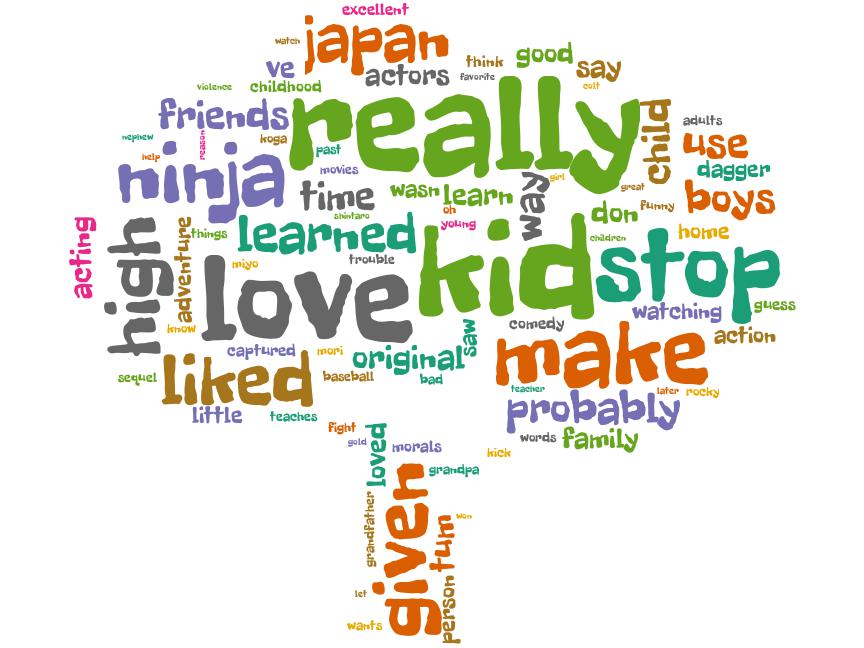 excellent
watch
japan
ve
actors
think
good
say
favorite
colt
violence
childhood
friends
really
child
adults
nephew
reason
koga
past
use
help
movies
dagger
ninja
time
wasn
learn
way
girl
great
boys
shintaro
oh
young
don
funny
acting
high
adventure
things
learned
kid
children
home
trouble
stop
miyo
love
know
watching
guess
captured
mori
original
saw
comedy
make
action
sequel
liked
baseball
bad
teacher
later
rocky
little
teaches
probably
fight
gold
loved
morals
words
family
kick
grandpa
given
grandfather
tum
won
let
person
wants